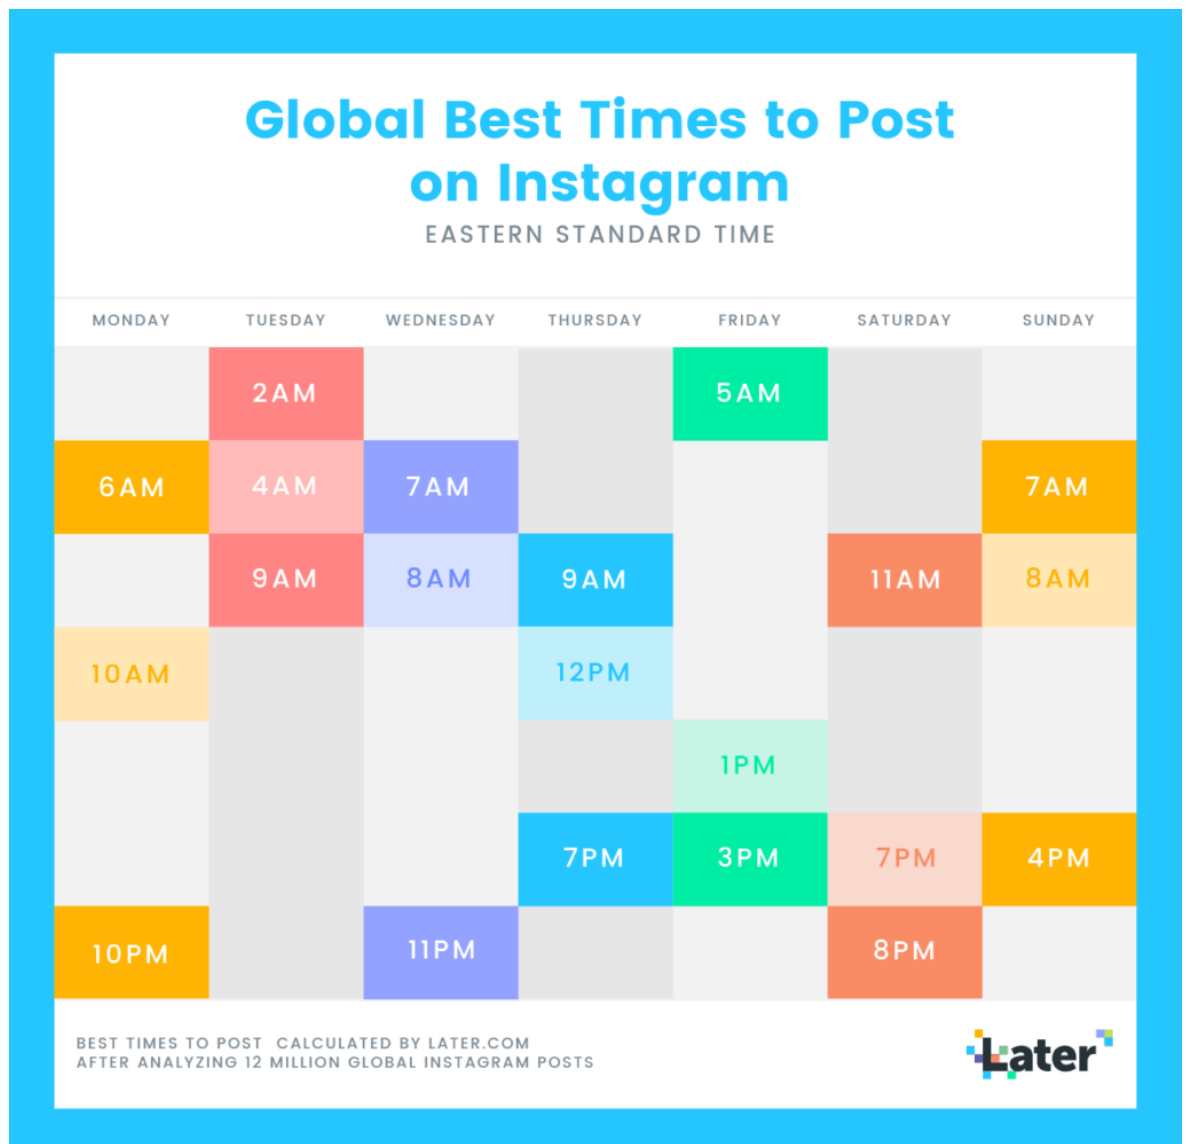 Global Best Times to Post
on Instagram
EASTERN STANDARD TIME
MONDAY TUESDAY WEDNESDAY THURSDAY FRIDAY SATURDAY SUNDAY
2AM 5AM
6AM 4AM 7AM 7AM
9AM 8AM 9AM 11AM 8AM
10AM 12PM
1PM
7PM 3PM 7PM 4PM
10PM 11PM 8PM
BEST TIMES TO POST CALCULATED BY LATER.COM
AFTER ANALYZING 12 MILLION GLOBAL INSTAGRAM POSTS
Later